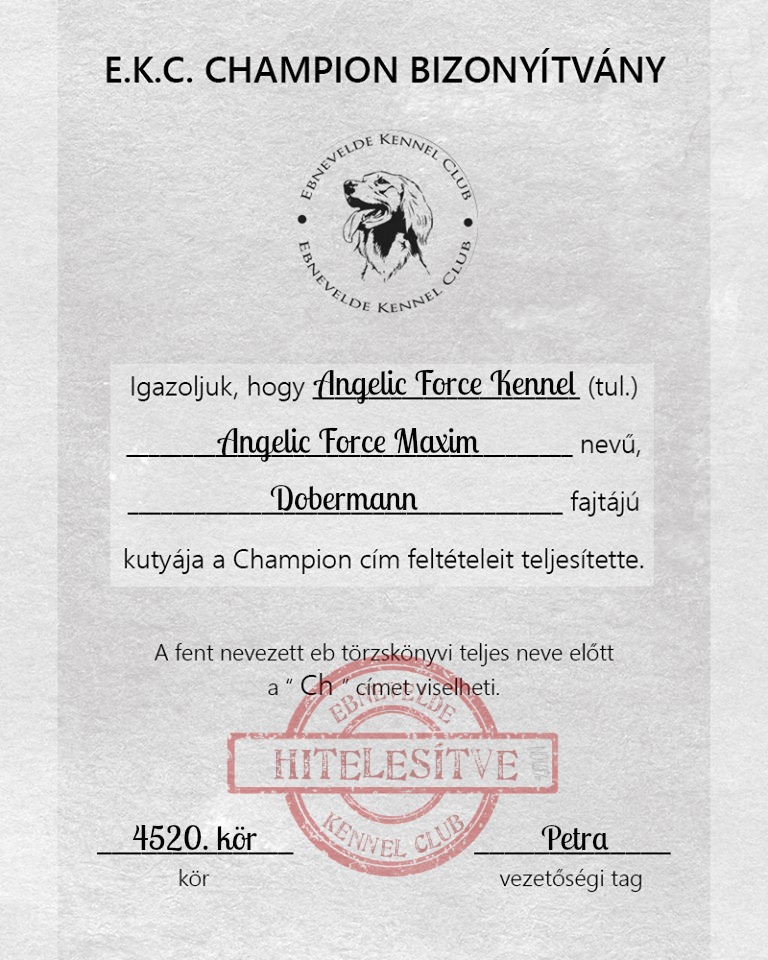 E.K.C. CHAMPION BIZONYÍTVÁNY
EBNEVELDE KENNEL CLUB
EBNEVELDE KENNEL CLUB
Igazoljuk, hogy Angelic Force Kennel (tul.)
Angelic Force Maxim nevű,
Dobermann fajtájú
kutyája a Champion cím feltételeit teljesítette.
A fent nevezett eb törzskönyvi teljes neve előtt
a “ Ch ” címet viselheti.
EBNEVELDE
HITELESÍTVE
KENNEL CLUB
4520. kör Petra
kör vezetőségi tag